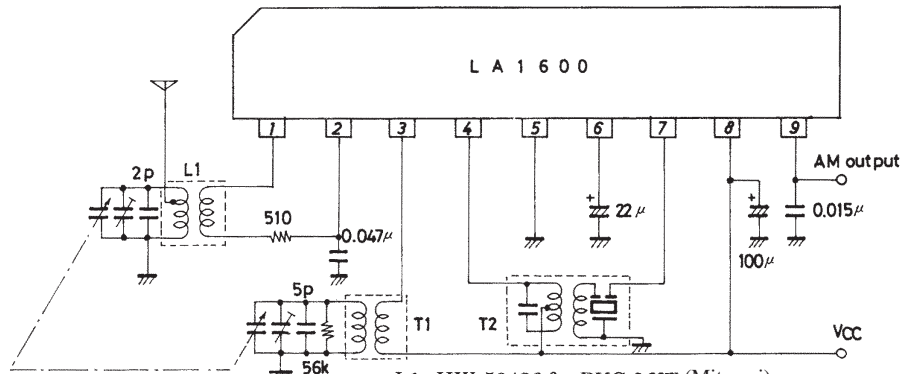 LA1600
1 2 3 4 5 6 7 8 9
AM output
2p L1
510
0.047μ
+ 22μ
+ 100μ
0.015μ
5p
T1
T2
56k
VCC